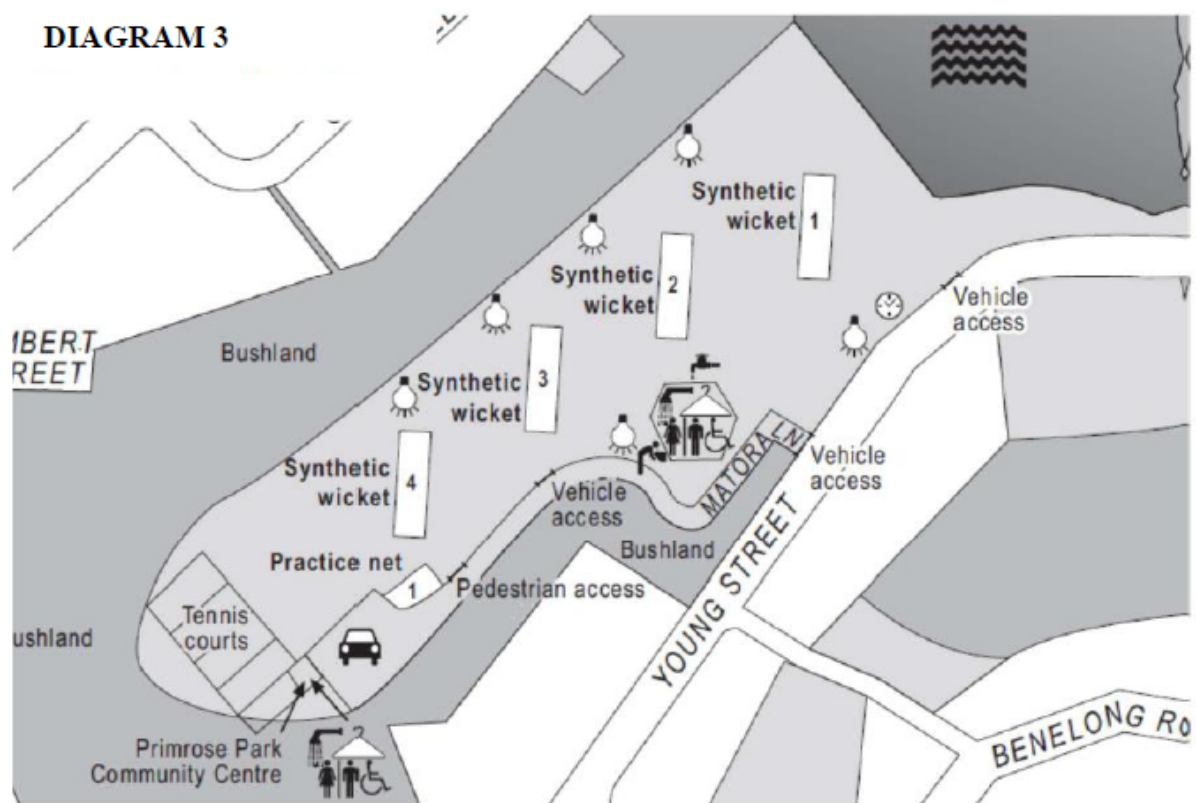 DIAGRAM 3
Synthetic
wicket
1
Synthetic
wicket
2
Vehicle
access
MBERT
REET
Bushland
Synthetic
wicket
3
Synthetic
wicket
4
MATORA LN
Vehicle
access
Vehicle
access
Bushland
Practice net
1
Pedestrian access
YOUNG STREET
Tennis
courts
ushland
Primrose Park
Community Centre
BENELONG RO